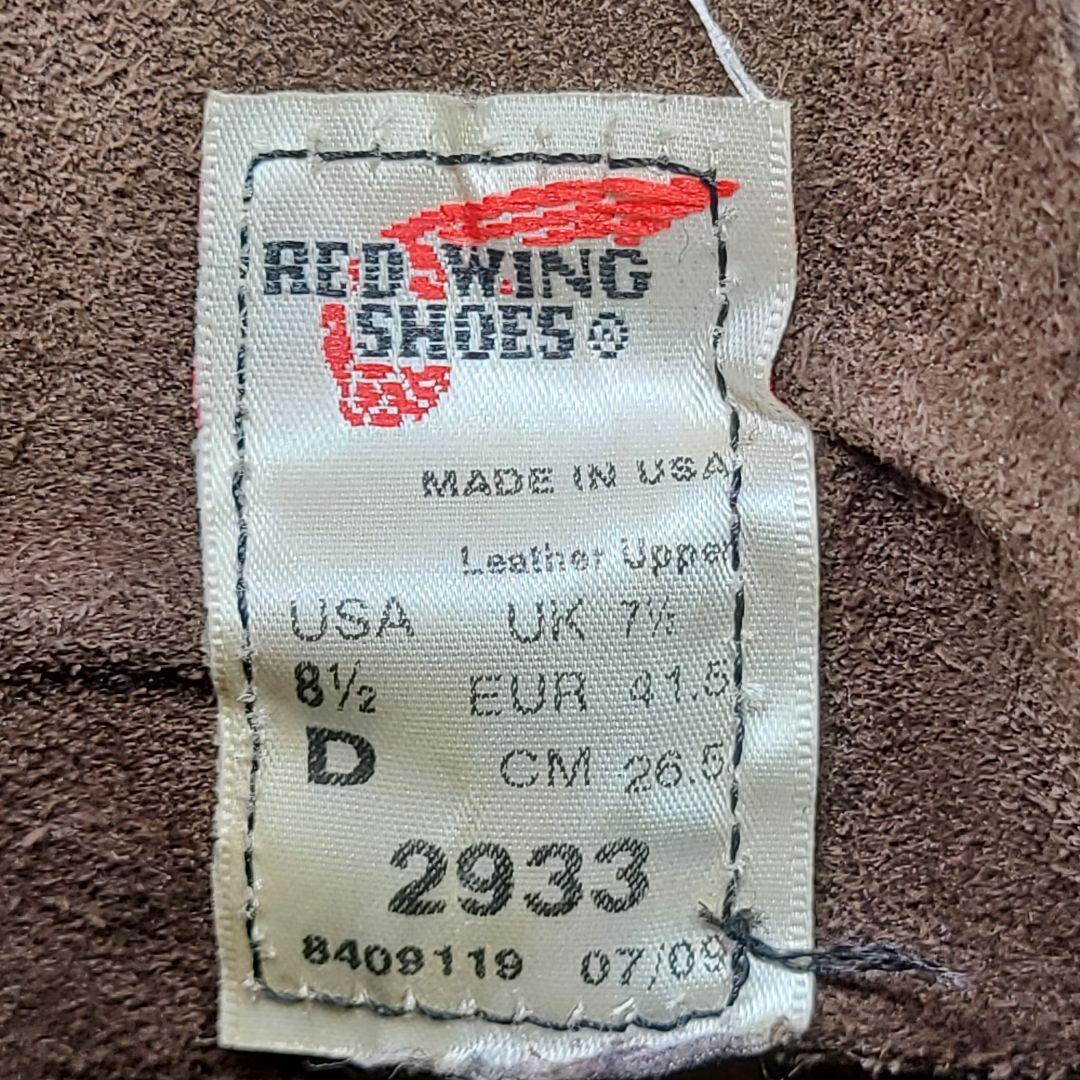 RED WING
SHOES®
MADE IN USA
Leather Upper
USA UK 7½
8½ EUR 41.5
D CM 26.5
2933
8409119 07/09